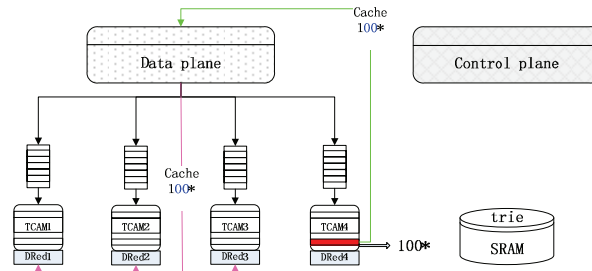 Cache
100*
Data plane
Control plane
Cache
100*
TCAM1
TCAM2
TCAM3
TCAM4
DRed1
DRed2
DRed3
DRed4
100*
trie
SRAM